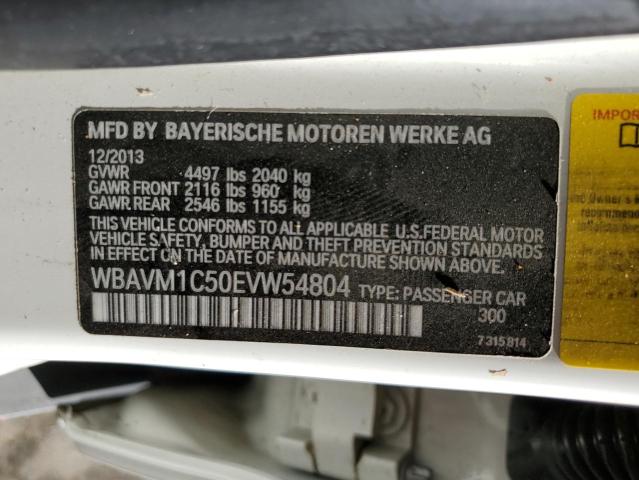 MFD BY BAYERISCHE MOTOREN WERKE AG
12/2013
GVWR 4497 lbs 2040 kg
GAWR FRONT 2116 lbs 960 kg
GAWR REAR 2546 lbs 1155 kg
THIS VEHICLE CONFORMS TO ALL APPLICABLE U.S.FEDERAL MOTOR
VEHICLE SAFETY, BUMPER AND THEFT PREVENTION STANDARDS
IN EFFECT ON THE DATE OF MANUFACTURE SHOWN ABOVE.
WBAVM1C50EVW54804 TYPE: PASSENGER CAR
300
7315814
IMPOR
Owner's